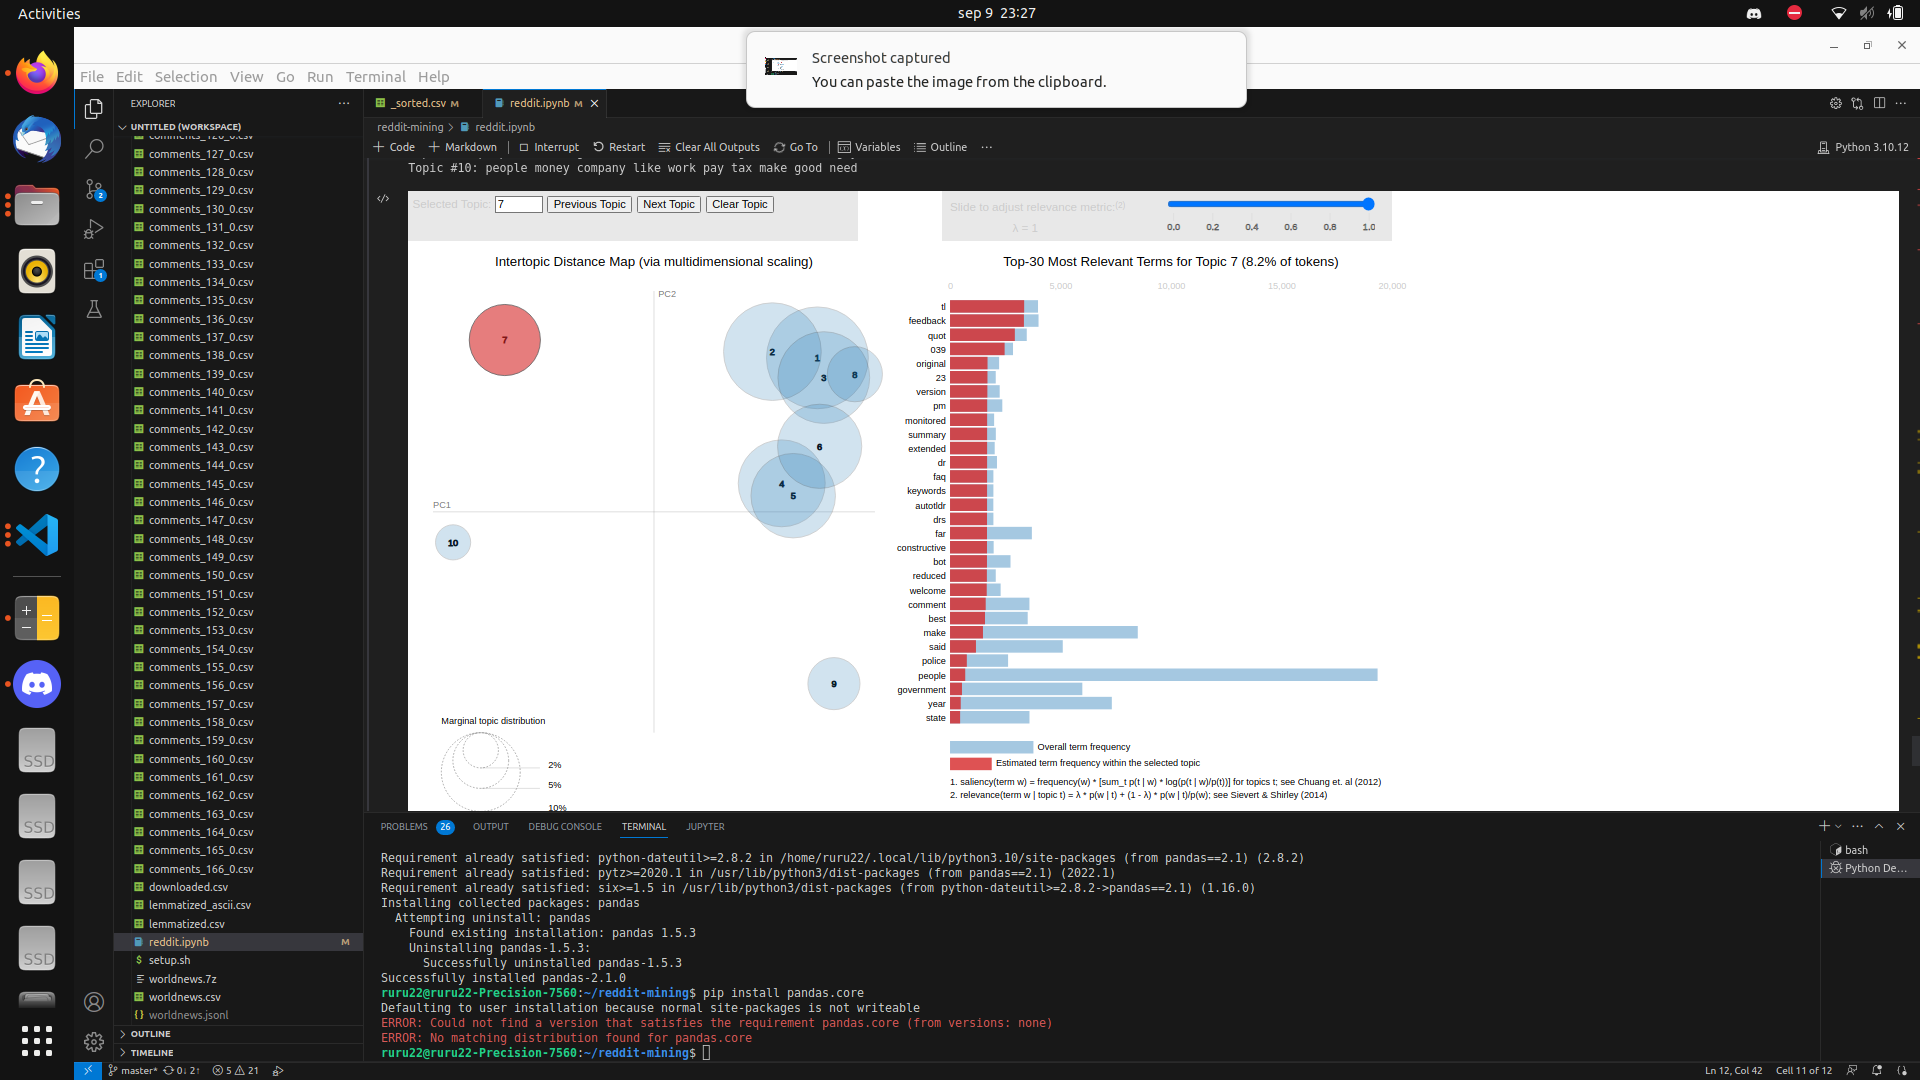 Activities
sep 9 23:27
Screenshot captured
You can paste the image from the clipboard.
File Edit Selection View Go Run Terminal Help
EXPLORER
UNTITLED (WORKSPACE)
comments_127_0.csv
comments_128_0.csv
comments_129_0.csv
comments_130_0.csv
comments_131_0.csv
comments_132_0.csv
comments_133_0.csv
comments_134_0.csv
comments_135_0.csv
comments_136_0.csv
comments_137_0.csv
comments_138_0.csv
comments_139_0.csv
comments_140_0.csv
comments_141_0.csv
comments_142_0.csv
comments_143_0.csv
comments_144_0.csv
comments_145_0.csv
comments_146_0.csv
comments_147_0.csv
comments_148_0.csv
comments_149_0.csv
comments_150_0.csv
comments_151_0.csv
comments_152_0.csv
comments_153_0.csv
comments_154_0.csv
comments_155_0.csv
comments_156_0.csv
comments_157_0.csv
comments_158_0.csv
comments_159_0.csv
comments_160_0.csv
comments_161_0.csv
comments_162_0.csv
comments_163_0.csv
comments_164_0.csv
comments_165_0.csv
comments_166_0.csv
downloaded.csv
lemmatized_ascii.csv
lemmatized.csv
reddit.ipynb M
setup.sh
worldnews.7z
worldnews.csv
worldnews.jsonl
OUTLINE
TIMELINE
_sorted.csv M
reddit.ipynb M
reddit-mining > reddit.ipynb
Code Markdown Interrupt Restart Clear All Outputs Go To Variables Outline
Python 3.10.12
Topic #10: people money company like work pay tax make good need
Selected Topic: 7 Previous Topic Next Topic Clear Topic
Slide to adjust relevance metric:(2)
λ = 1
0.0 0.2 0.4 0.6 0.8 1.0
Intertopic Distance Map (via multidimensional scaling)
PC2
PC1
7
2
1
3
8
6
4
5
10
9
Marginal topic distribution
2%
5%
10%
Top-30 Most Relevant Terms for Topic 7 (8.2% of tokens)
0 5,000 10,000 15,000 20,000
tl
feedback
quot
039
original
23
version
pm
monitored
summary
extended
dr
faq
keywords
autotldr
drs
far
constructive
bot
reduced
welcome
comment
best
make
said
police
people
government
year
state
Overall term frequency
Estimated term frequency within the selected topic
1. saliency(term w) = frequency(w) * [sum_t p(t | w) * log(p(t | w)/p(t))] for topics t; see Chuang et. al (2012)
2. relevance(term w | topic t) = λ * p(w | t) + (1 - λ) * p(w | t)/p(w); see Sievert & Shirley (2014)
PROBLEMS 26 OUTPUT DEBUG CONSOLE TERMINAL JUPYTER
Requirement already satisfied: python-dateutil>=2.8.2 in /home/ruru22/.local/lib/python3.10/site-packages (from pandas==2.1) (2.8.2)
Requirement already satisfied: pytz>=2020.1 in /usr/lib/python3/dist-packages (from pandas==2.1) (2022.1)
Requirement already satisfied: six>=1.5 in /usr/lib/python3/dist-packages (from python-dateutil>=2.8.2->pandas==2.1) (1.16.0)
Installing collected packages: pandas
Attempting uninstall: pandas
Found existing installation: pandas 1.5.3
Uninstalling pandas-1.5.3:
Successfully uninstalled pandas-1.5.3
Successfully installed pandas-2.1.0
ruru22@ruru22-Precision-7560:~/reddit-mining$ pip install pandas.core
Defaulting to user installation because normal site-packages is not writeable
ERROR: Could not find a version that satisfies the requirement pandas.core (from versions: none)
ERROR: No matching distribution found for pandas.core
ruru22@ruru22-Precision-7560:~/reddit-mining$
bash
Python De...
SSD
SSD
SSD
SSD
master* 0↓ 2↑ 5 21
Ln 12, Col 42 Cell 11 of 12